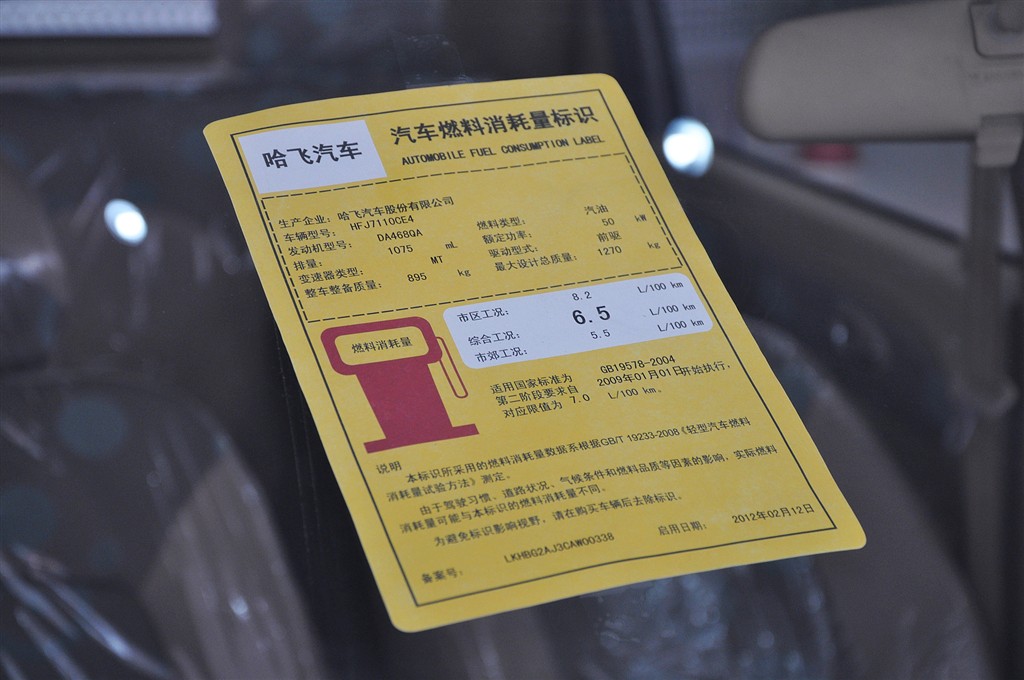 哈飞汽车
汽车燃料消耗量标识
AUTOMOBILE FUEL CONSUMPTION LABEL
生产企业：哈飞汽车股份有限公司
车辆型号： HFJ7110CE4 燃料类型： 汽油
发动机型号： DA468QA 额定功率： 50 kW
排量： 1075 mL 驱动型式： 前驱
变速器类型： MT 最大设计总质量： 1270 kg
整车整备质量： 895 kg
市区工况： 8.2 L/100 km
综合工况： 6.5 L/100 km
市郊工况： 5.5 L/100 km
燃料消耗量
适用国家标准为 GB19578-2004
第二阶段要求自 2009年01月01日开始执行，
对应限值为 7.0 L/100 km。
说明
本标识所采用的燃料消耗量数据系根据GB/T 19233-2008《轻型汽车燃料
消耗量试验方法》测定。
由于驾驶习惯、道路状况、气候条件和燃料品质等因素的影响，实际燃料
消耗量可能与本标识的燃料消耗量不同。
为避免标识影响视野，请在购买车辆后去除标识。
备案号： LKHBG2AJ3CAW00338 启用日期： 2012年02月12日